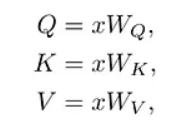 Q = xW_Q,
K = xW_K,
V = xW_V,